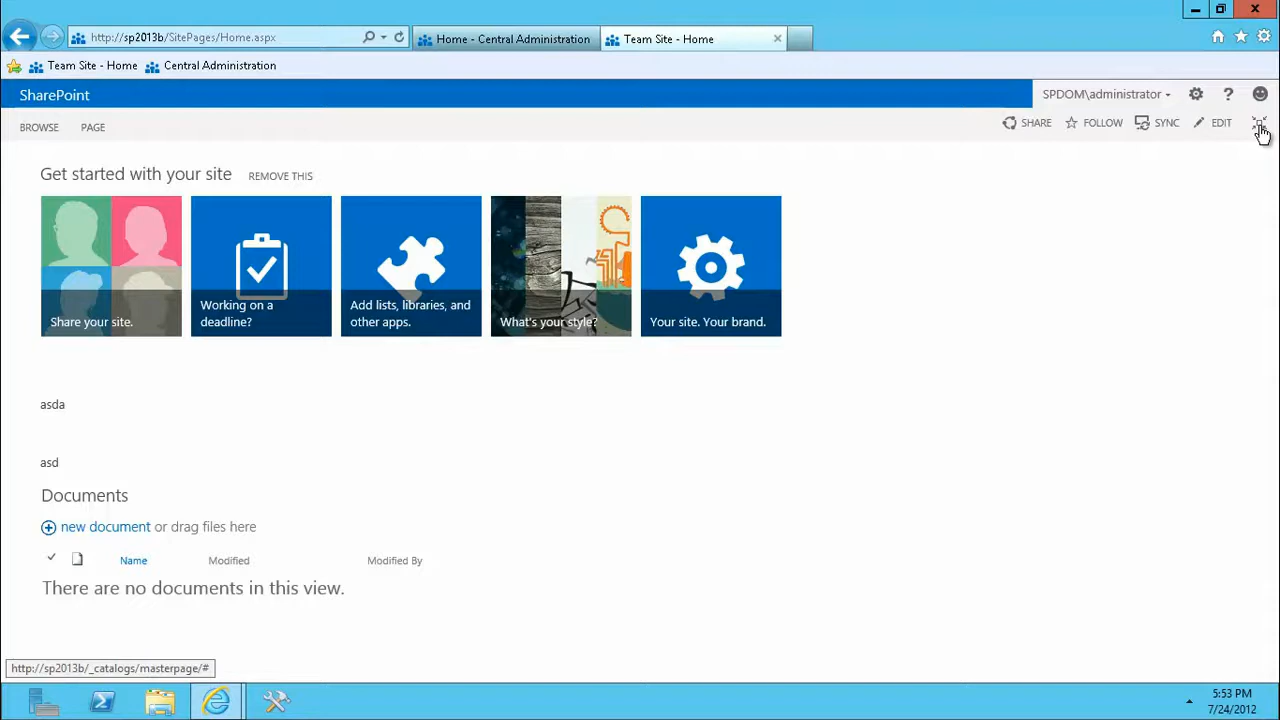 http://sp2013b/SitePages/Home.aspx
Home - Central Administration
Team Site - Home
Team Site - Home
Central Administration
SharePoint
SPDOM\administrator
?
BROWSE
PAGE
SHARE
FOLLOW
SYNC
EDIT
Get started with your site
REMOVE THIS
Share your site.
Working on a
deadline?
Add lists, libraries, and
other apps.
What's your style?
Your site. Your brand.
asda
asd
Documents
new document or drag files here
Name
Modified
Modified By
There are no documents in this view.
http://sp2013b/_catalogs/masterpage/#
5:53 PM
7/24/2012